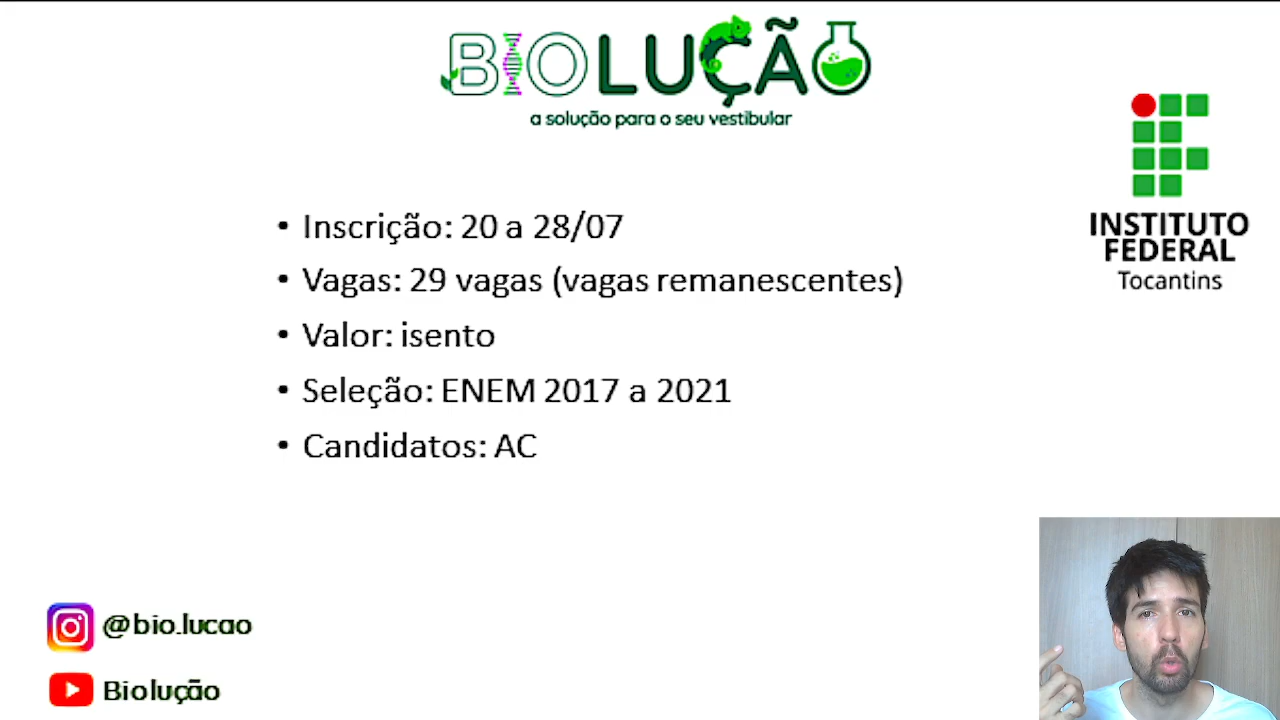 BIOLUÇÃO
a solução para o seu vestibular
INSTITUTO
FEDERAL
Tocantins
• Inscrição: 20 a 28/07
• Vagas: 29 vagas (vagas remanescentes)
• Valor: isento
• Seleção: ENEM 2017 a 2021
• Candidatos: AC
@bio.lucao
Biolução